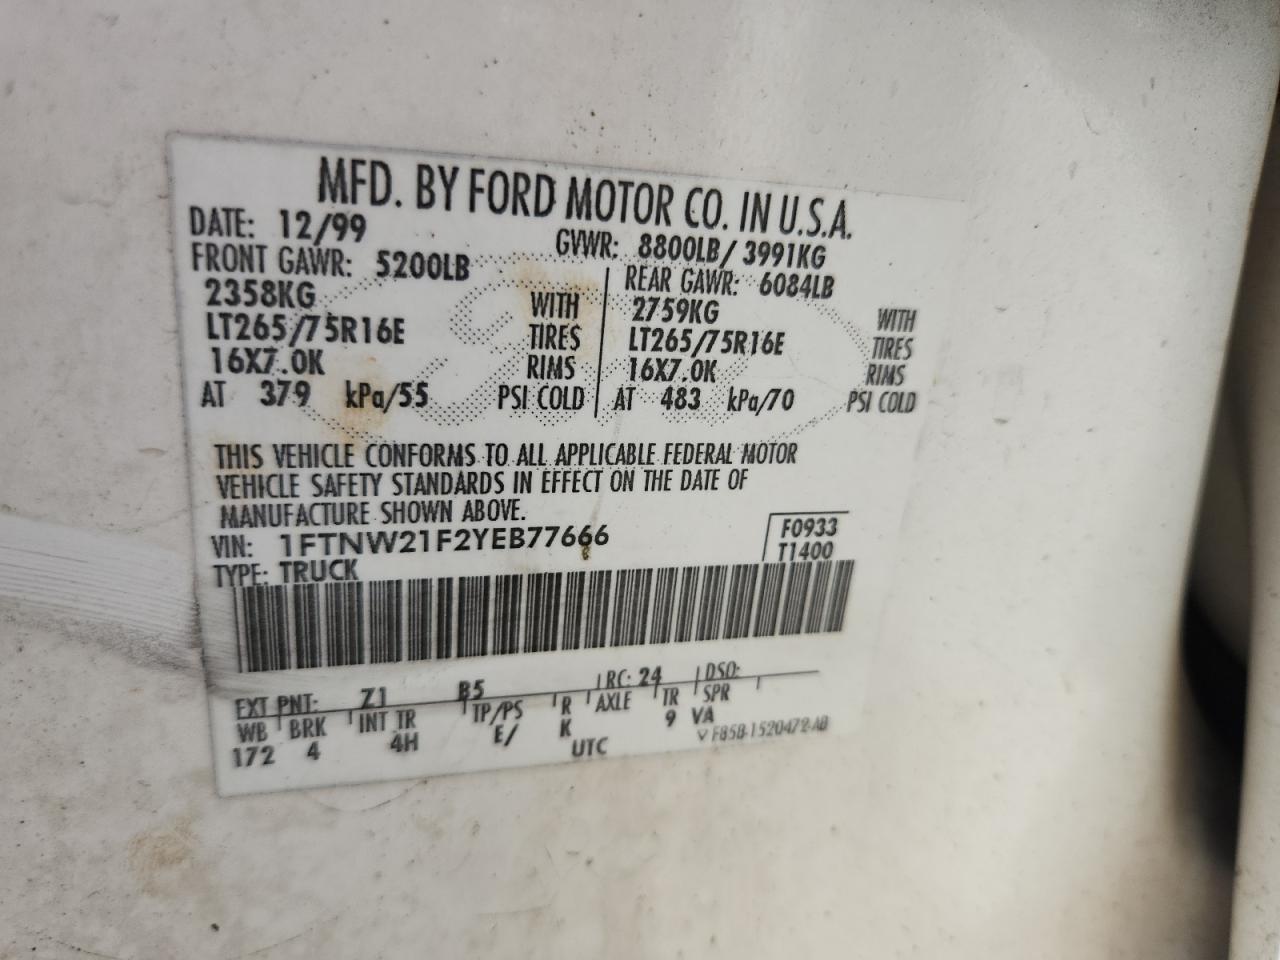 MFD. BY FORD MOTOR CO. IN U.S.A.
DATE: 12/99 GVWR: 8800LB/ 3991KG
FRONT GAWR: 5200LB REAR GAWR: 6084LB
2358KG WITH 2759KG WITH
LT265/75R16E TIRES LT265/75R16E TIRES
16X7.0K RIMS 16X7.0K RIMS
AT 379 kPa/55 PSI COLD AT 483 kPa/70 PSI COLD
THIS VEHICLE CONFORMS TO ALL APPLICABLE FEDERAL MOTOR
VEHICLE SAFETY STANDARDS IN EFFECT ON THE DATE OF
MANUFACTURE SHOWN ABOVE.
VIN: 1FTNW21F2YEB77666 F0933
TYPE: TRUCK T1400
EXT PNT: Z1 B5 RC: 24 DSO:
WB BRK INT TR TP/PS R AXLE TR SPR
172 4 4H E/ K 9 VA
UTC ▽ F85B-1520472-AB